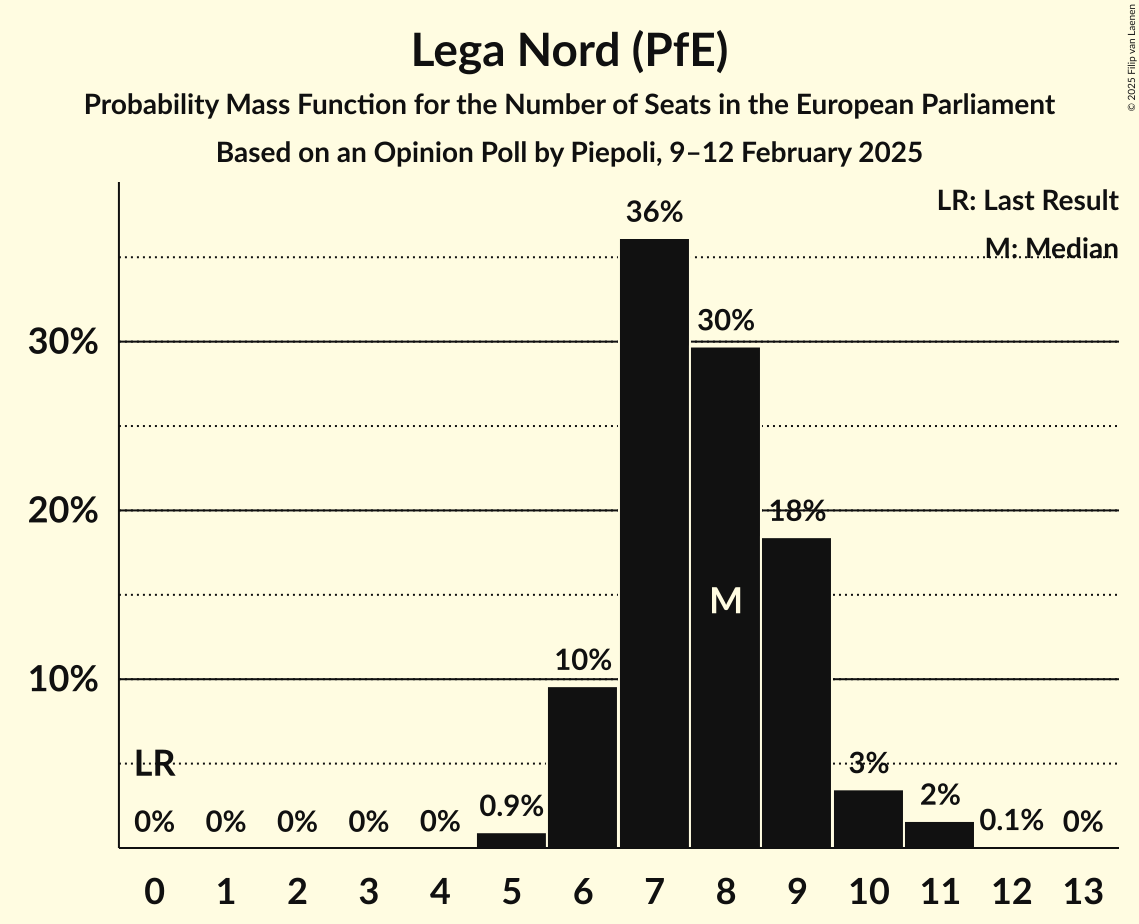 Lega Nord (PfE)
Probability Mass Function for the Number of Seats in the European Parliament
Based on an Opinion Poll by Piepoli, 9–12 February 2025
© 2025 Filip van Laenen
LR: Last Result
M: Median
36%
30%
30%
20%
18%
M
10%
10%
LR
3%
0% 0% 0% 0% 0% 0.9% 2% 0.1% 0%
0 1 2 3 4 5 6 7 8 9 10 11 12 13